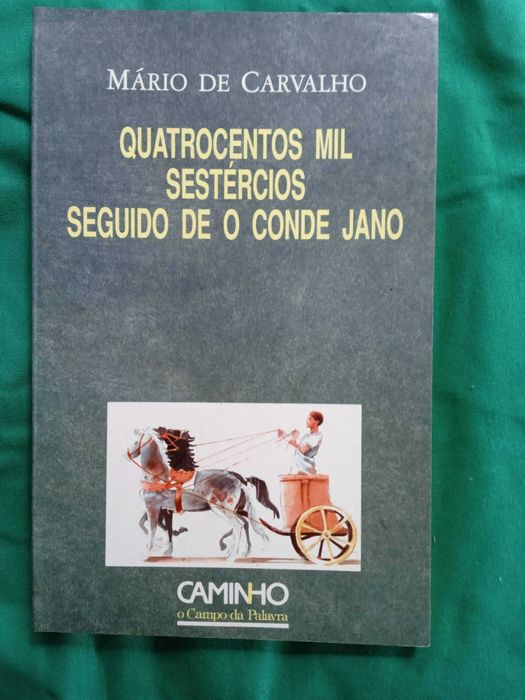 MÁRIO DE CARVALHO
QUATROCENTOS MIL
SESTÉRCIOS
SEGUIDO DE O CONDE JANO
CAMINHO
o Campo da Palavra